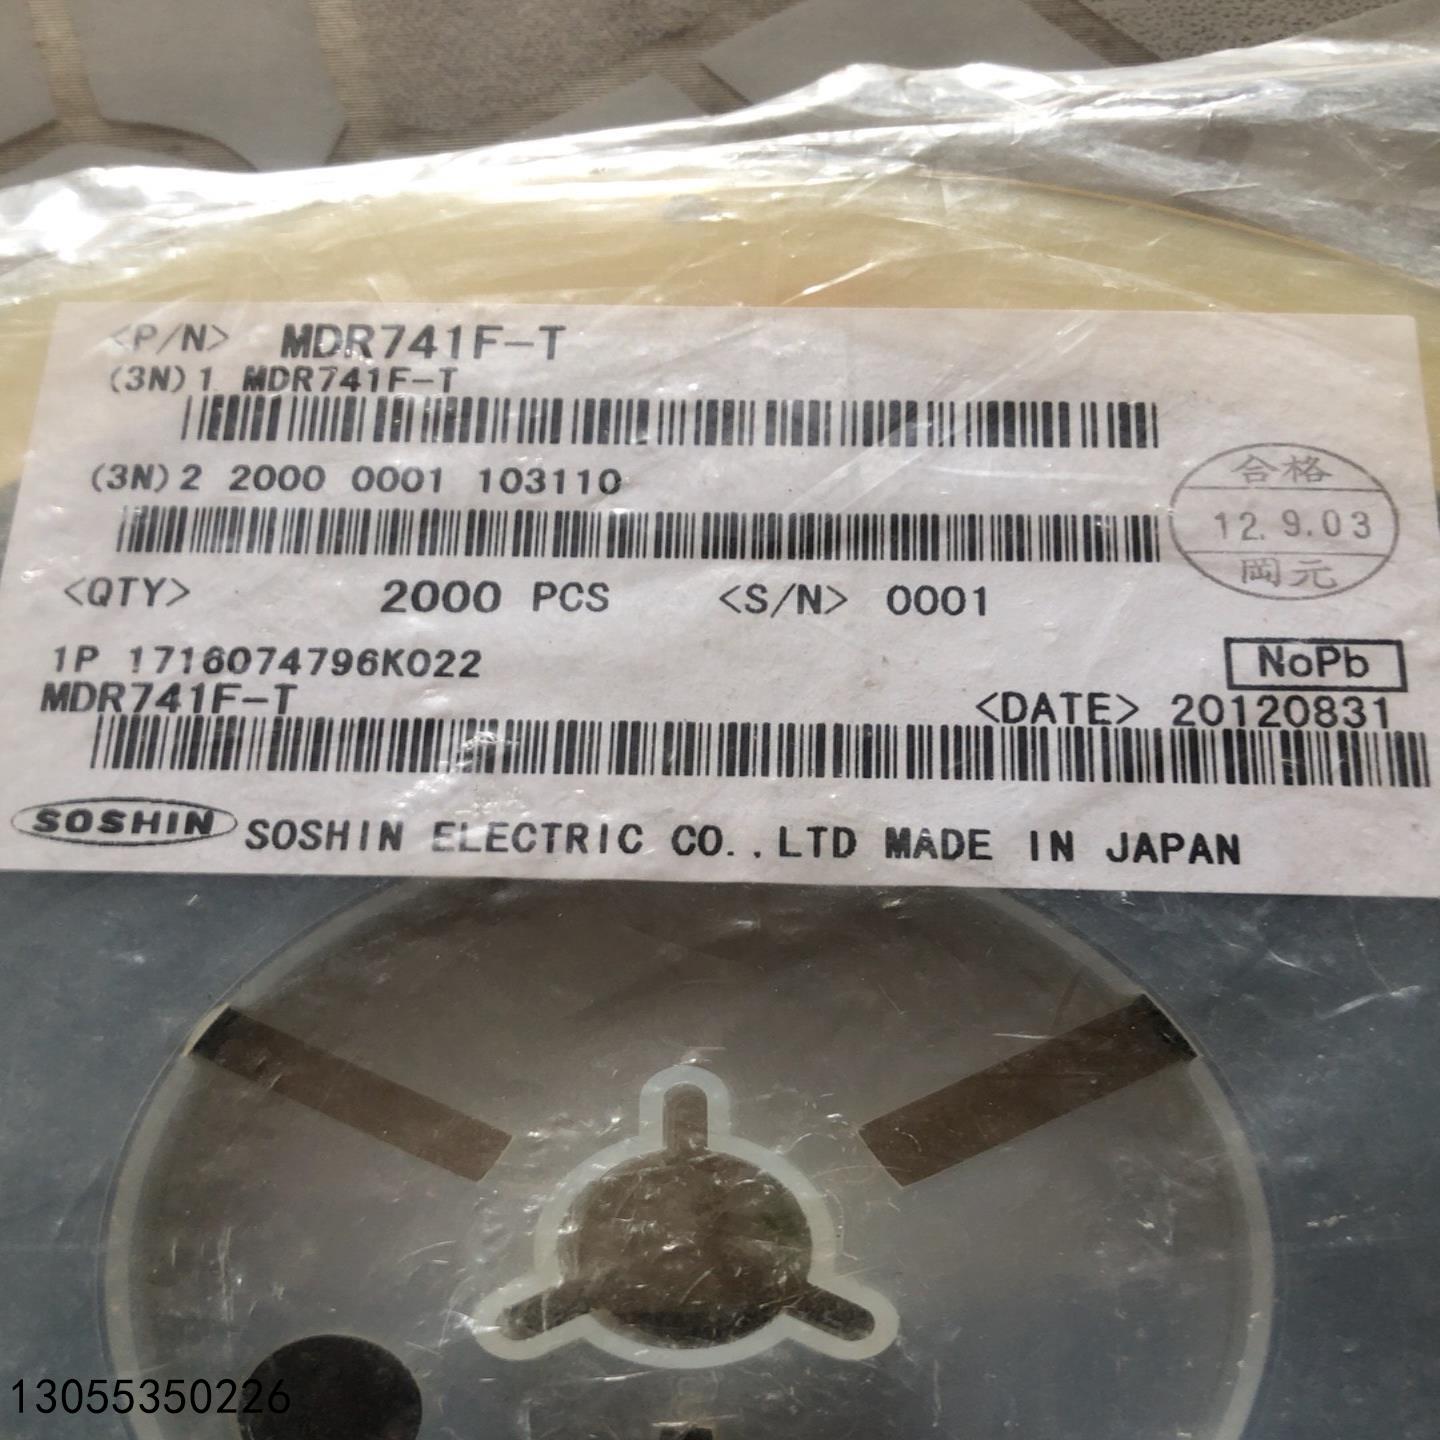 <P/N> MDR741F-T
(3N)1 MDR741F-T
(3N)2 2000 0001 103110
合格
12.9.03
岡元
<QTY> 2000 PCS <S/N> 0001
1P 1716074796K022
NoPb
MDR741F-T
<DATE> 20120831
SOSHIN SOSHIN ELECTRIC CO.,LTD MADE IN JAPAN
13055350226